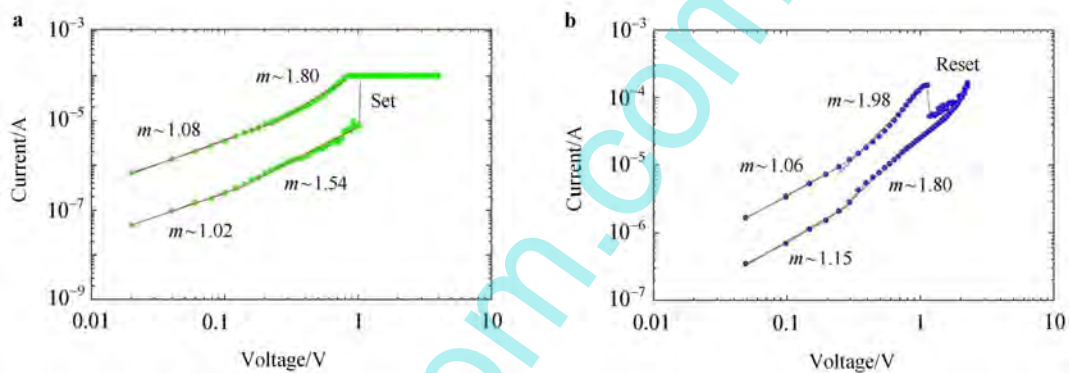 a
10⁻³
10⁻⁵
10⁻⁷
10⁻⁹
Current/A
m~1.80
m~1.08
Set
m~1.54
m~1.02
0.01
0.1
1
10
Voltage/V
b
10⁻³
10⁻⁴
10⁻⁵
10⁻⁶
10⁻⁷
Current/A
Reset
m~1.98
m~1.06
m~1.80
m~1.15
0.01
0.1
1
10
Voltage/V
om.com